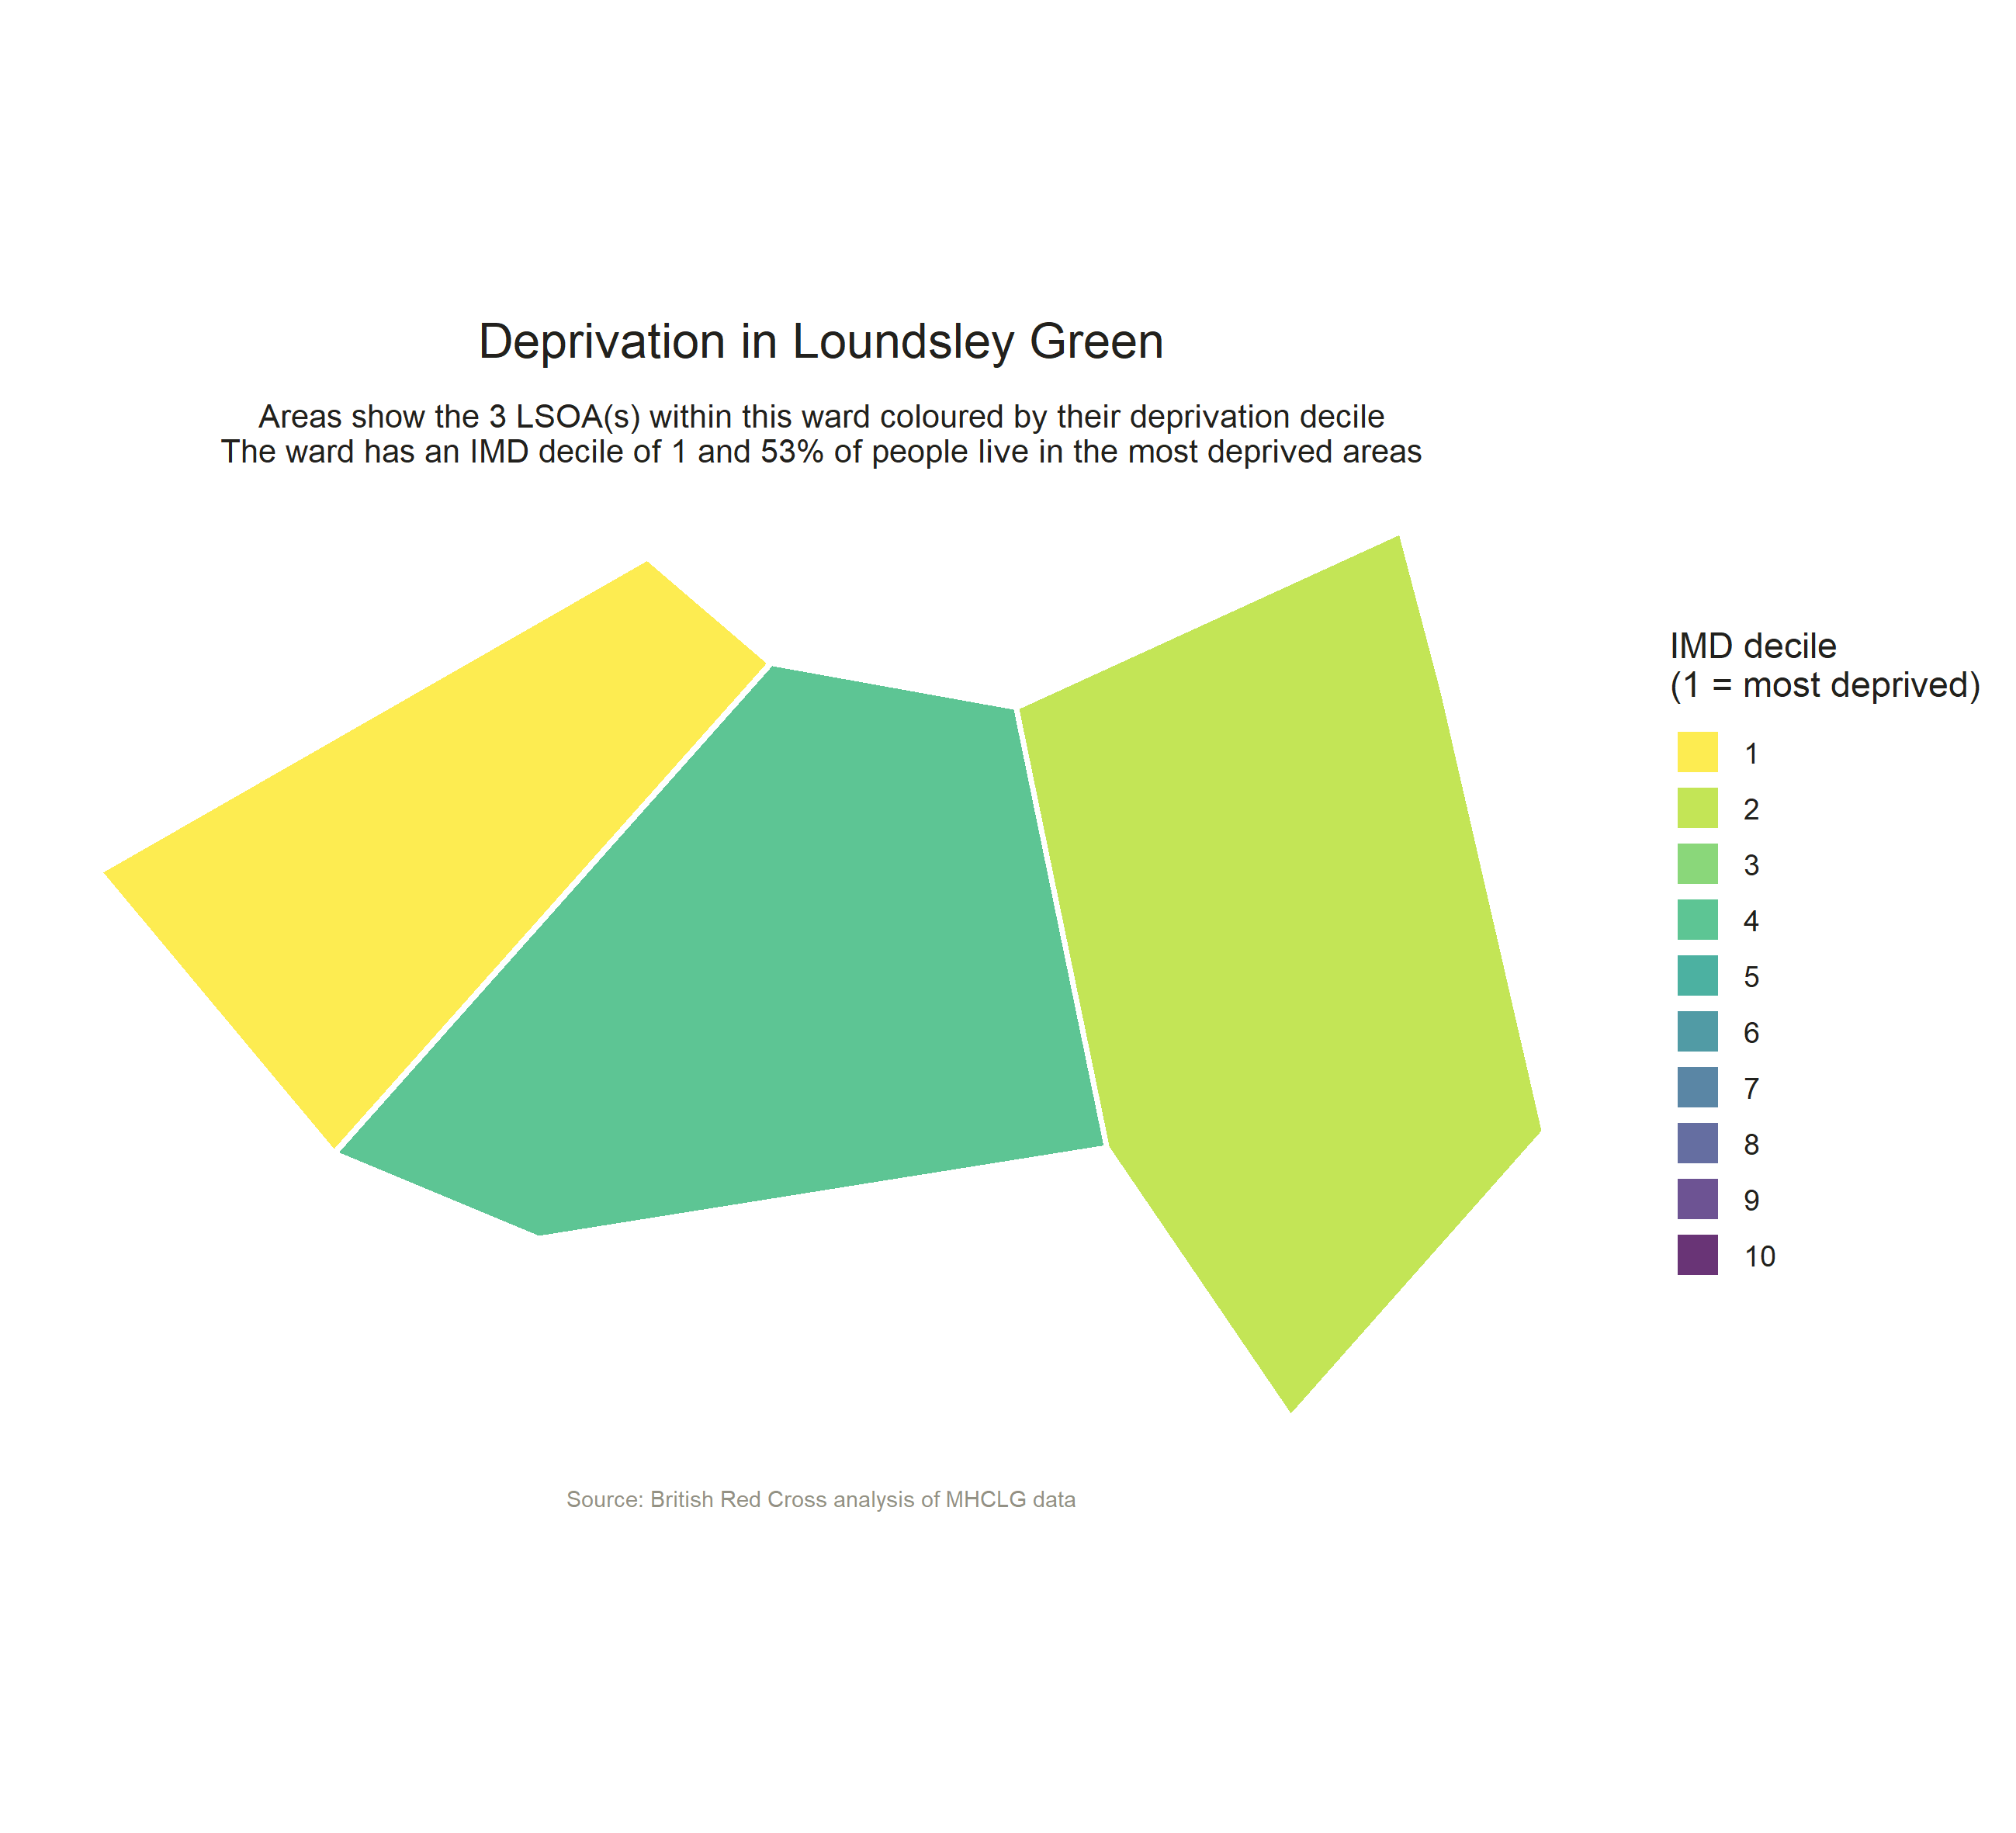 Deprivation in Loundsley Green
Areas show the 3 LSOA(s) within this ward coloured by their deprivation decile
The ward has an IMD decile of 1 and 53% of people live in the most deprived areas
IMD decile
(1 = most deprived)
1
2
3
4
5
6
7
8
9
10
Source: British Red Cross analysis of MHCLG data